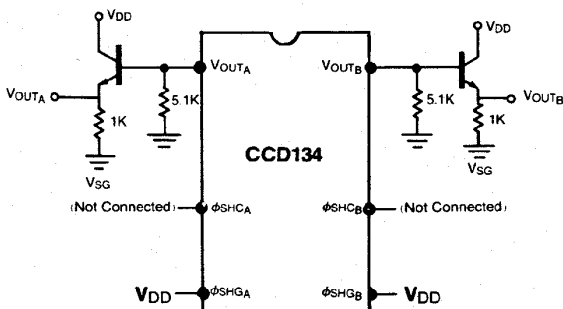 VDD VDD
VOUTA VOUTB
VOUTA VOUTB
5.1K 5.1K
1K 1K
CCD134
VSG VSG
(Not Connected) ϕSHCA ϕSHCB (Not Connected)
VDD ϕSHGA ϕSHGB VDD